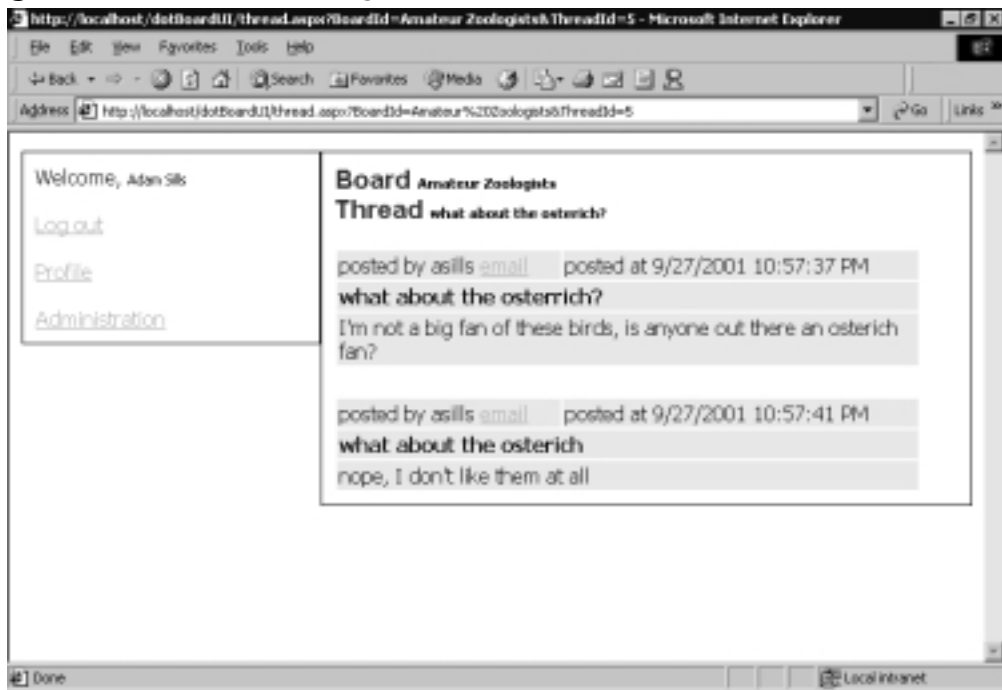 http://localhost/dotBoardUI/thread.aspx?BoardId=Amateur Zoologists&ThreadId=5 - Microsoft Internet Explorer
File Edit View Favorites Tools Help
Back Search Favorites Media
Address http://localhost/dotBoardUI/thread.aspx?BoardId=Amateur%20Zoologists&ThreadId=5 Go Links »
Welcome, Adam Sills
Log out
Profile
Administration
Board Amateur Zoologists
Thread what about the osterich?
posted by asills email posted at 9/27/2001 10:57:37 PM
what about the osterrich?
I'm not a big fan of these birds, is anyone out there an osterich
fan?
posted by asills email posted at 9/27/2001 10:57:41 PM
what about the osterich
nope, I don't like them at all
Done Local intranet